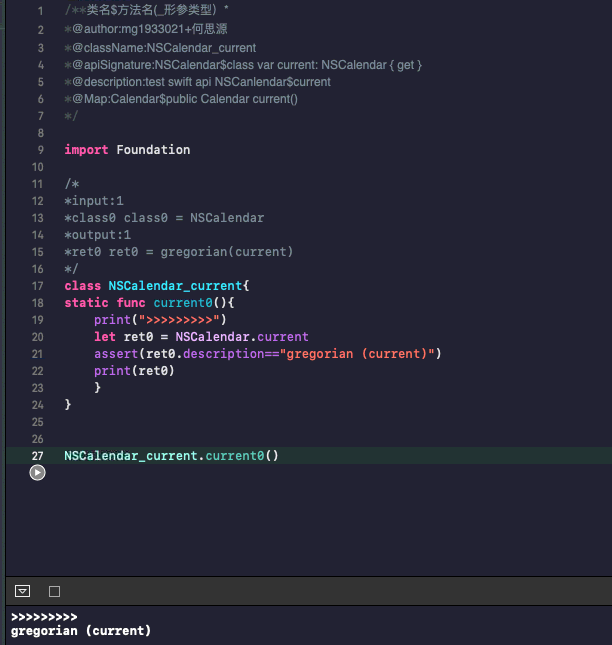 1 /**类名$方法名(_形参类型) *
2 *@author:mg1933021+何思源
3 *@className:NSCalendar_current
4 *@apiSignature:NSCalendar$class var current: NSCalendar { get }
5 *@description:test swift api NSCanlendar$current
6 *@Map:Calendar$public Calendar current()
7 */
8
9 import Foundation
10
11 /*
12 *input:1
13 *class0 class0 = NSCalendar
14 *output:1
15 *ret0 ret0 = gregorian(current)
16 */
17 class NSCalendar_current{
18 static func current0(){
19 print(">>>>>>>>>")
20 let ret0 = NSCalendar.current
21 assert(ret0.description=="gregorian (current)")
22 print(ret0)
23 }
24 }
25
26
27 NSCalendar_current.current0()
>>>>>>>>>
gregorian (current)